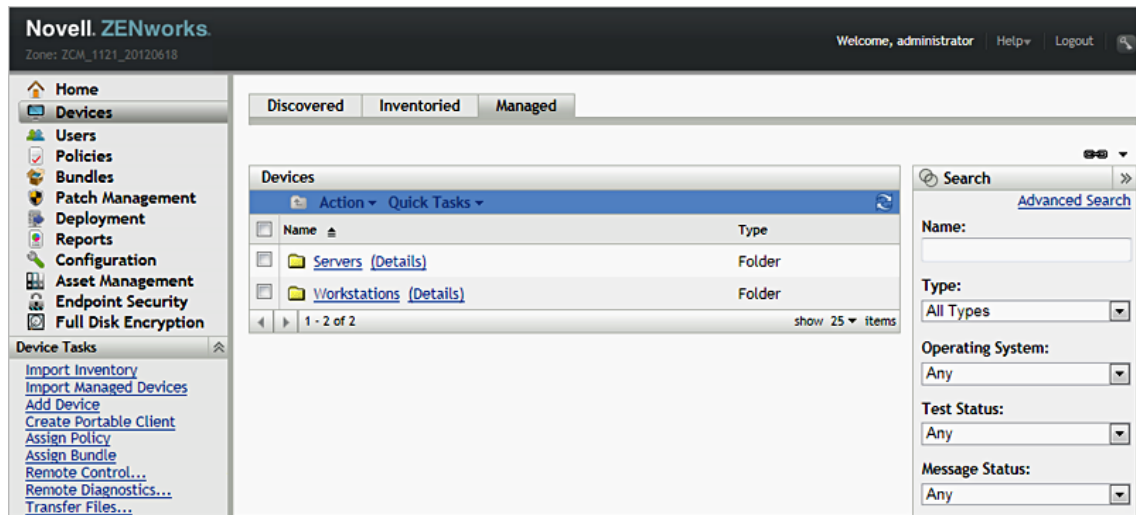 Novell. ZENworks.
Zone: ZCM_1121_20120618
Welcome, administrator
Help
Logout
Home
Devices
Users
Policies
Bundles
Patch Management
Deployment
Reports
Configuration
Asset Management
Endpoint Security
Full Disk Encryption
Device Tasks
Import Inventory
Import Managed Devices
Add Device
Create Portable Client
Assign Policy
Assign Bundle
Remote Control...
Remote Diagnostics...
Transfer Files...
Discovered
Inventoried
Managed
Devices
Action Quick Tasks
Name Type
Servers (Details) Folder
Workstations (Details) Folder
1 - 2 of 2 show 25 items
Search
Advanced Search
Name:
Type:
All Types
Operating System:
Any
Test Status:
Any
Message Status:
Any